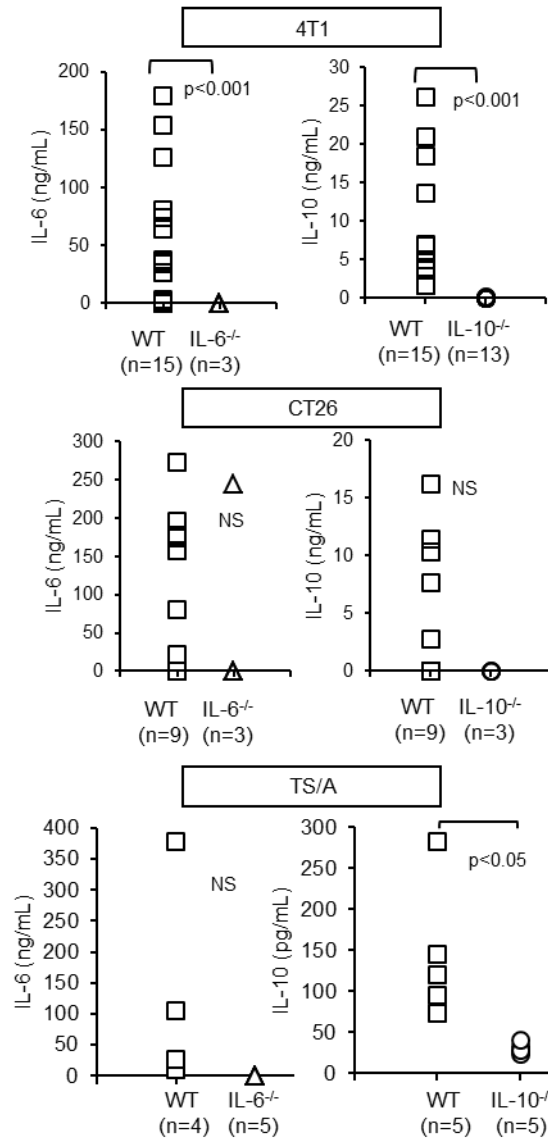 4T1
200
150
100
50
0
IL-6 (ng/mL)
p<0.001
WT IL-6-/-
(n=15) (n=3)
30
25
20
15
10
5
0
IL-10 (ng/mL)
p<0.001
WT IL-10-/-
(n=15) (n=13)
CT26
300
250
200
150
100
50
0
IL-6 (ng/mL)
NS
WT IL-6-/-
(n=9) (n=3)
20
15
10
5
0
IL-10 (ng/mL)
NS
WT IL-10-/-
(n=9) (n=3)
TS/A
400
350
300
250
200
150
100
50
0
IL-6 (ng/mL)
NS
WT IL-6-/-
(n=4) (n=5)
300
250
200
150
100
50
0
IL-10 (pg/mL)
p<0.05
WT IL-10-/
(n=5) (n=5)